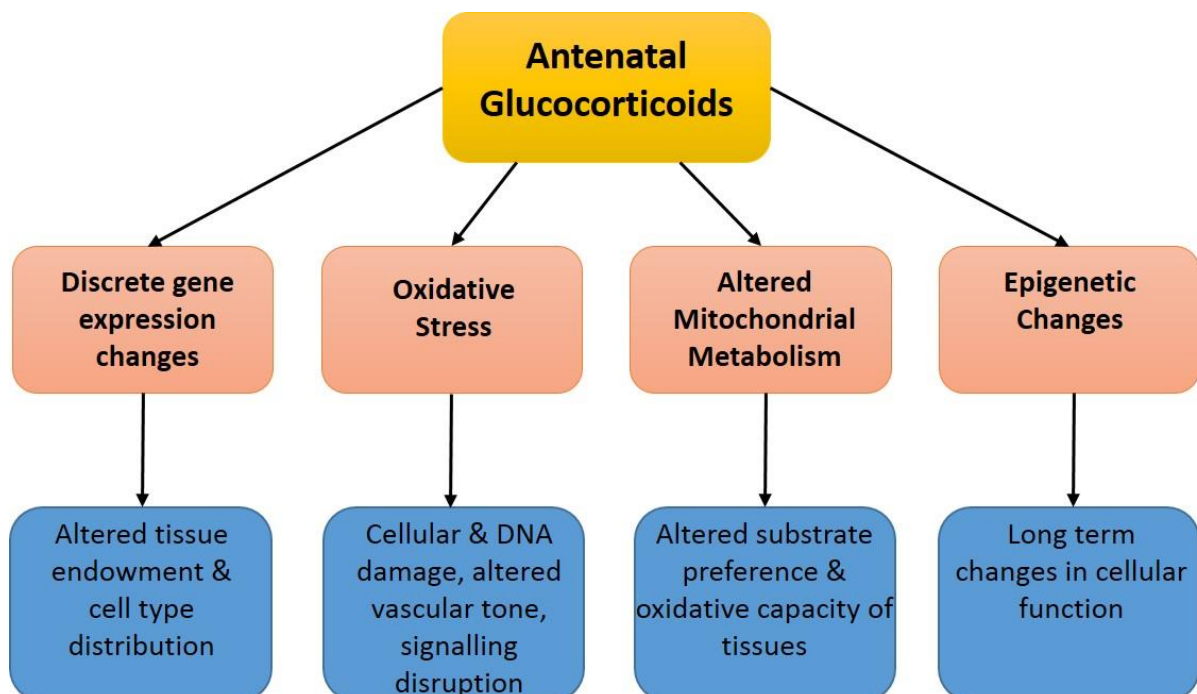 Antenatal
Glucocorticoids
Discrete gene
expression
changes
Oxidative
Stress
Altered
Mitochondrial
Metabolism
Epigenetic
Changes
Altered tissue
endowment &
cell type
distribution
Cellular & DNA
damage, altered
vascular tone,
signalling
disruption
Altered substrate
preference &
oxidative capacity of
tissues
Long term
changes in cellular
function